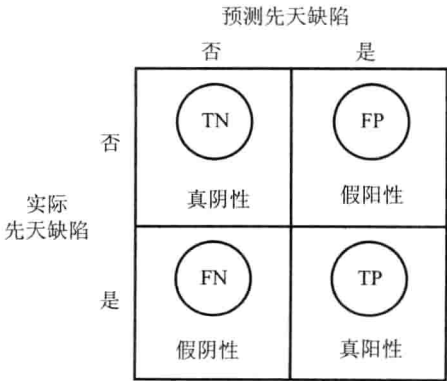 预测先天缺陷
否 是
否
TN FP
真阴性 假阳性
实际
先天缺陷
是
FN TP
假阴性 真阳性